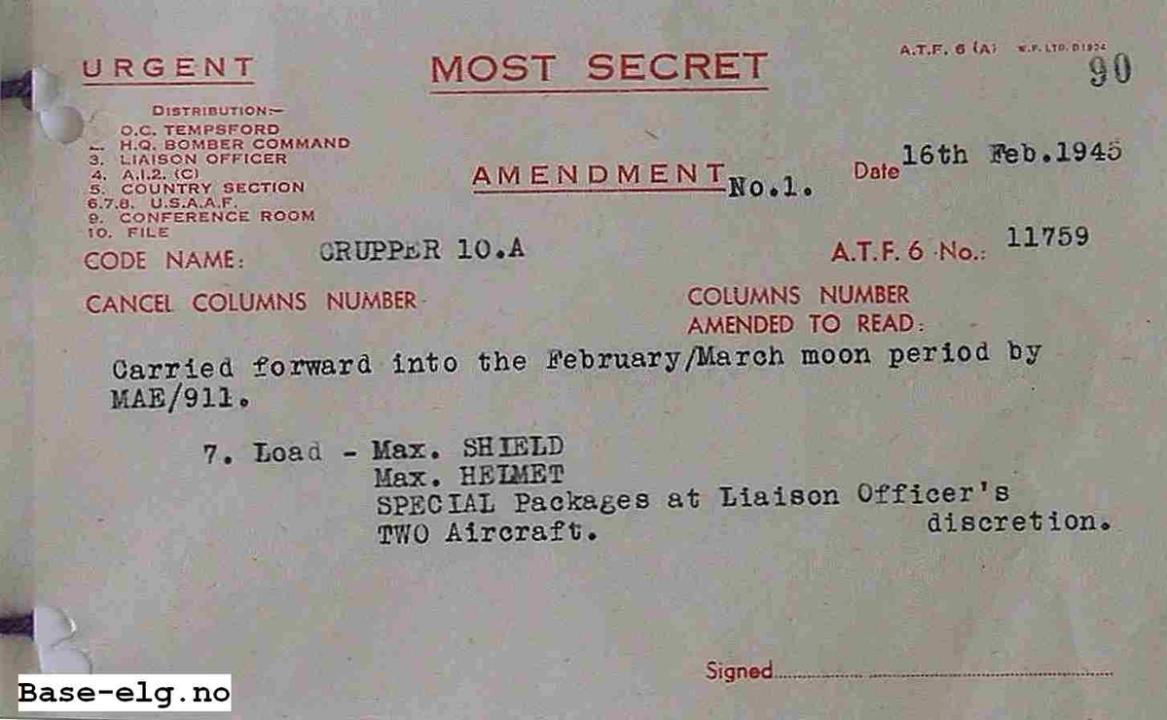 URGENT
MOST SECRET
A.T.F. 6 (A)
90
DISTRIBUTION:—
O.C. TEMPSFORD
H.Q. BOMBER COMMAND
3. LIAISON OFFICER
4. A.I.2. (C)
5. COUNTRY SECTION
6.7.8. U.S.A.A.F.
9. CONFERENCE ROOM
10. FILE
AMENDMENT No.1.
Date 16th Feb.1945
CODE NAME: CRUPPER 10.A
A.T.F. 6 No.: 11759
CANCEL COLUMNS NUMBER
COLUMNS NUMBER
AMENDED TO READ:
Carried forward into the February/March moon period by
MAE/911.
7. Load - Max. SHIELD
Max. HELMET
SPECIAL Packages at Liaison Officer's
discretion.
TWO Aircraft.
Signed
Base-elg.no